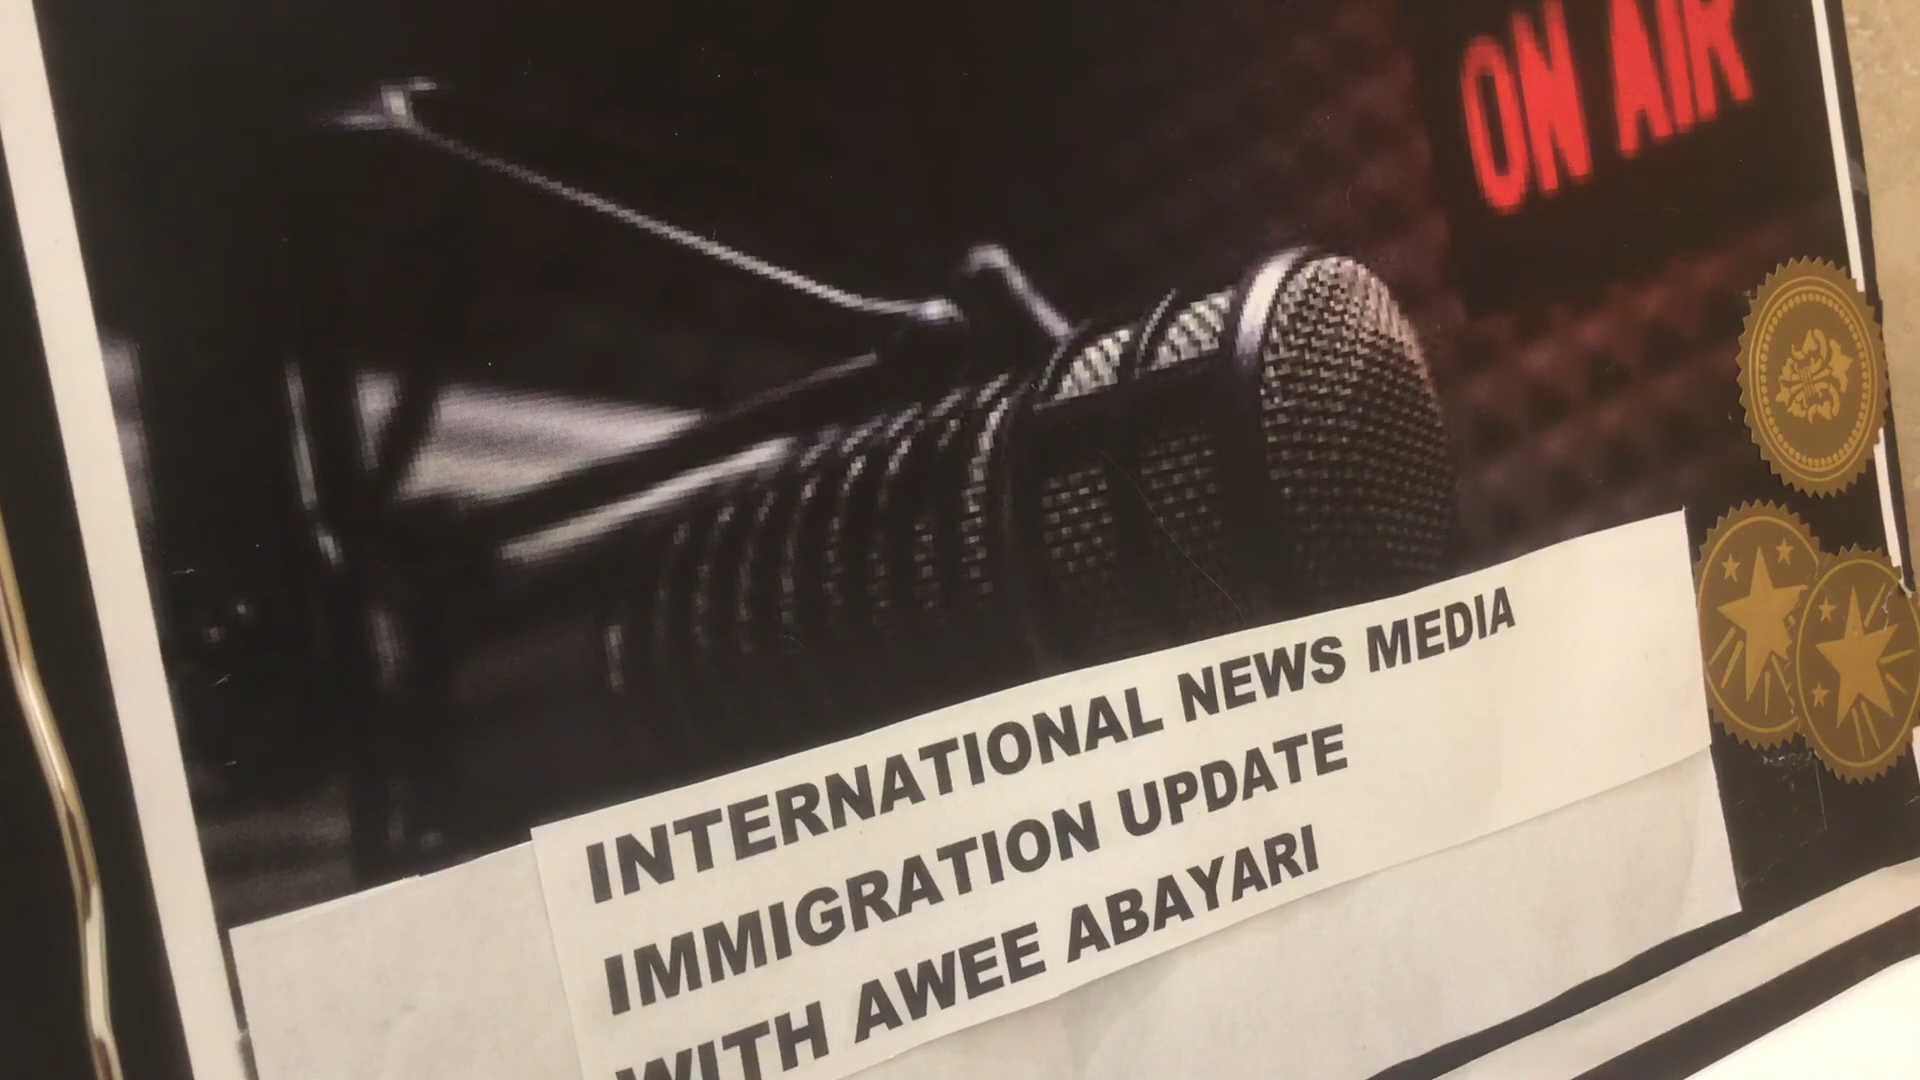 ON AIR
INTERNATIONAL NEWS MEDIA
IMMIGRATION UPDATE
WITH AWEE ABAYARI